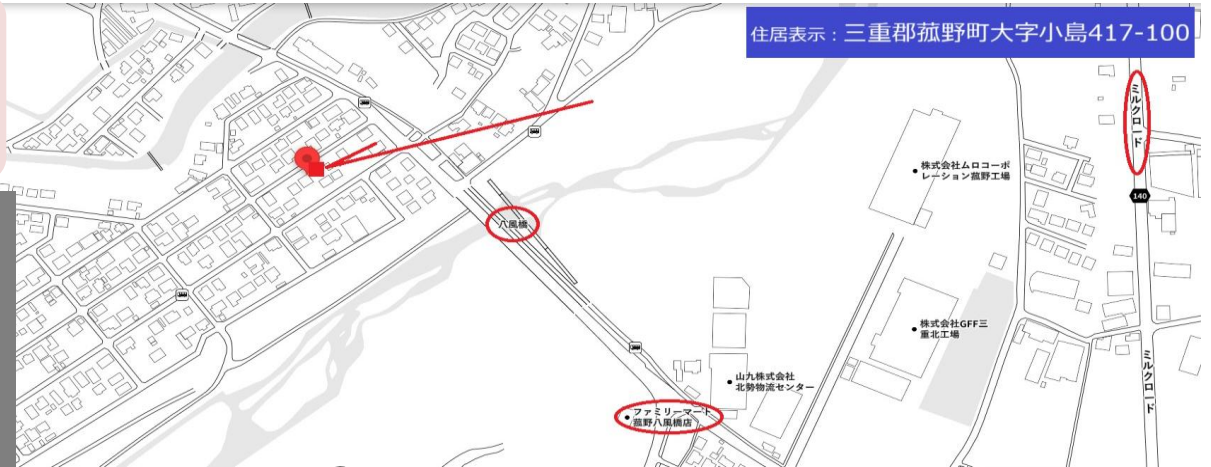 住居表示：三重郡菰野町大字小島417-100
ミルクロード
株式会社ムロコーポ
レーション菰野工場
140
八風橋
株式会社GFF三
重北工場
ミルクロード
山九株式会社
北勢物流センター
ファミリーマート
菰野八風橋店